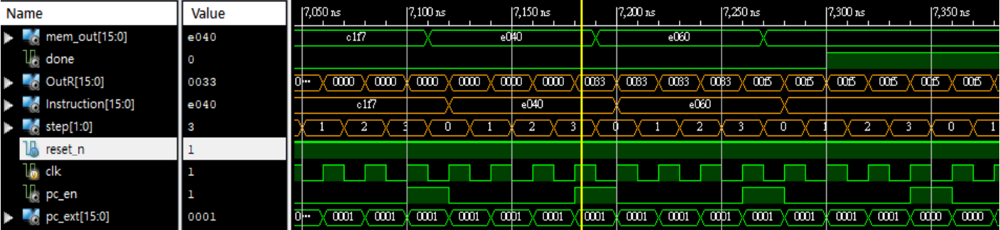 Name Value 7,050 ns 7,100 ns 7,150 ns 7,200 ns 7,250 ns 7,300 ns 7,350 ns
mem_out[15:0] e040 c1f7 e040 e060
done 0
OutR[15:0] 0033 0··· 0000 0000 0000 0000 0000 0000 0033 0033 0033 0033 00f5 00f5 00f5 00f5 00f5
Instruction[15:0] e040 c1f7 e040 e060
step[1:0] 3 1 2 3 0 1 2 3 0 1 2 3 0 1 2 3 0 1
reset_n 1
clk 1
pc_en 1
pc_ext[15:0] 0001 0··· 0001 0001 0001 0001 0001 0001 0001 0001 0001 0001 0001 0001 0001 0000 0000